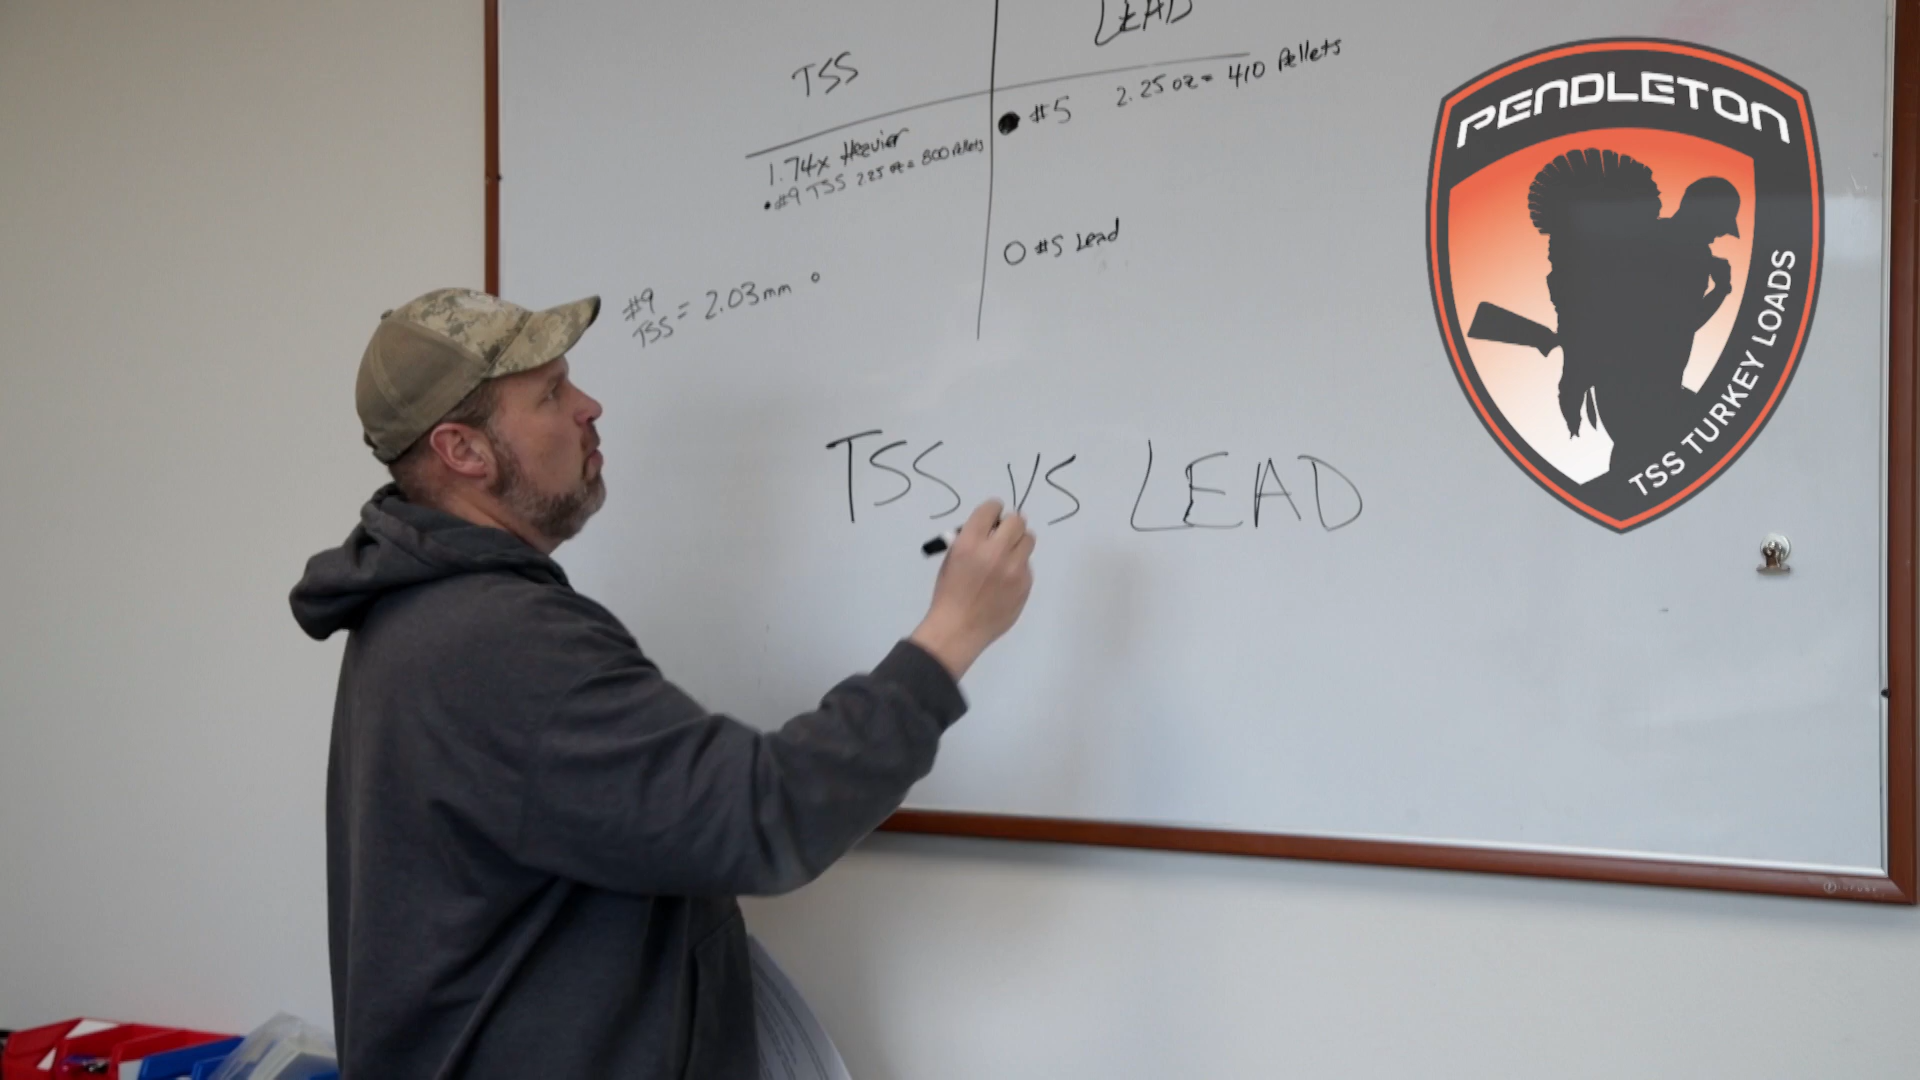 TSS
LEAD
1.74x Heavier
#9 TSS 2.25 oz = 800 Pellets
#5 2.25 oz = 410 Pellets
#5 Lead
#9
TSS = 2.03mm
TSS VS LEAD
PENDLETON
TSS TURKEY LOADS